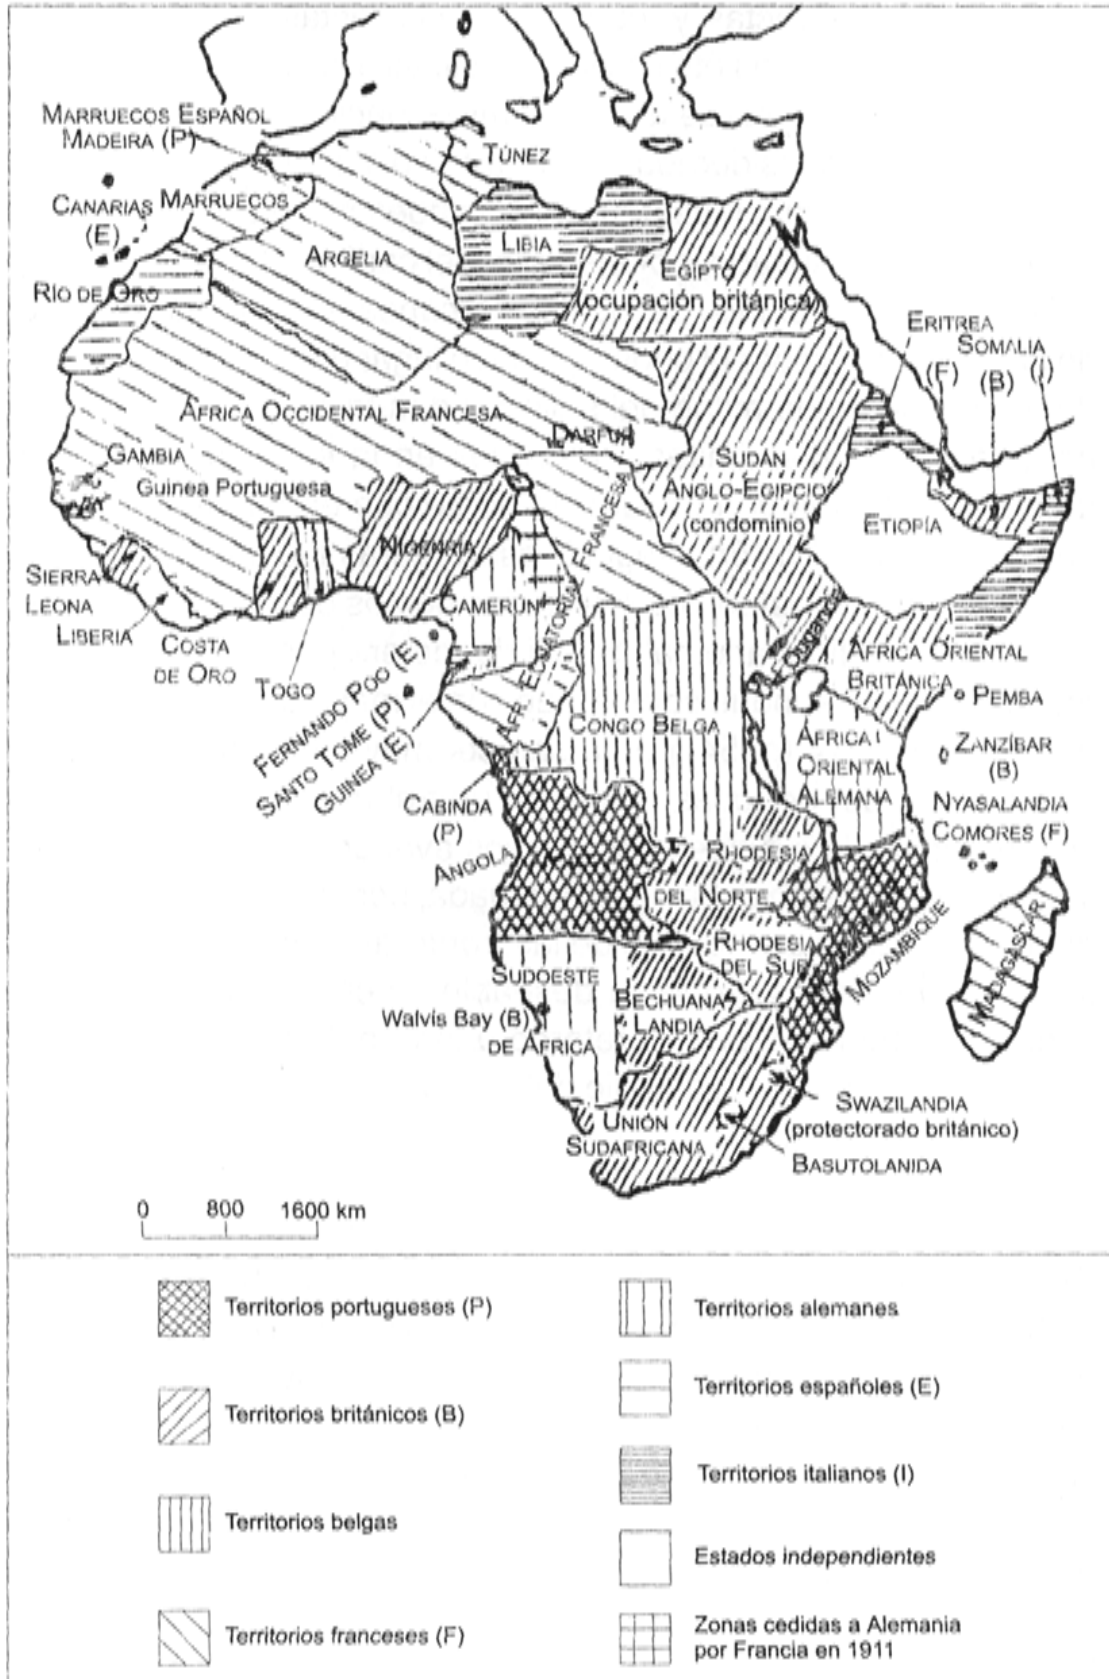 MARRUECOS ESPAÑOL
MADEIRA (P)
TÚNEZ
CANARIAS
(E)
MARRUECOS
ARGELIA
LIBIA
EGIPTO
(ocupación británica)
RÍO DE ORO
ERITREA
SOMALIA
(F) (B) (I)
ÁFRICA OCCIDENTAL FRANCESA
DARFUR
GAMBIA
Guinea Portuguesa
SUDÁN
ANGLO-EGIPCIO
(condominio)
ETIOPÍA
NIGENRIA
SIERRA
LEONA
LIBERIA
COSTA
DE ORO
TOGO
CAMERÚN
AFR. ECUATORIAL FRANCESA
ÁFRICA ORIENTAL
BRITÁNICA
PEMBA
FERNANDO POO (E)
SANTO TOME (P)
GUINEA (E)
CONGO BELGA
ÁFRICA
ORIENTAL
ALEMANA
ZANZÍBAR
(B)
NYASALANDIA
COMORES (F)
CABINDA
(P)
ANGOLA
RHODESIA
DEL NORTE
RHODESIA
DEL SUR
MOZAMBIQUE
MADAGASCAR
SUDOESTE
DE ÁFRICA
Walvis Bay (B)
BECHUANA
LANDIA
UNIÓN
SUDAFRICANA
SWAZILANDIA
(protectorado británico)
BASUTOLANIDA
0 800 1600 km
Territorios portugueses (P)
Territorios británicos (B)
Territorios belgas
Territorios franceses (F)
Territorios alemanes
Territorios españoles (E)
Territorios italianos (I)
Estados independientes
Zonas cedidas a Alemania
por Francia en 1911